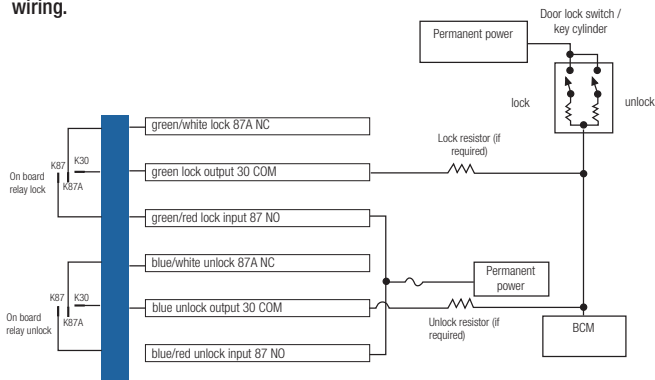 wiring.
Door lock switch /
key cylinder
Permanent power
lock
unlock
green/white lock 87A NC
Lock resistor (if
required)
K87
K30
K87A
On board
relay lock
green lock output 30 COM
green/red lock input 87 NO
blue/white unlock 87A NC
Permanent
power
K87
K30
K87A
On board
relay unlock
blue unlock output 30 COM
Unlock resistor (if
required)
BCM
blue/red unlock input 87 NO